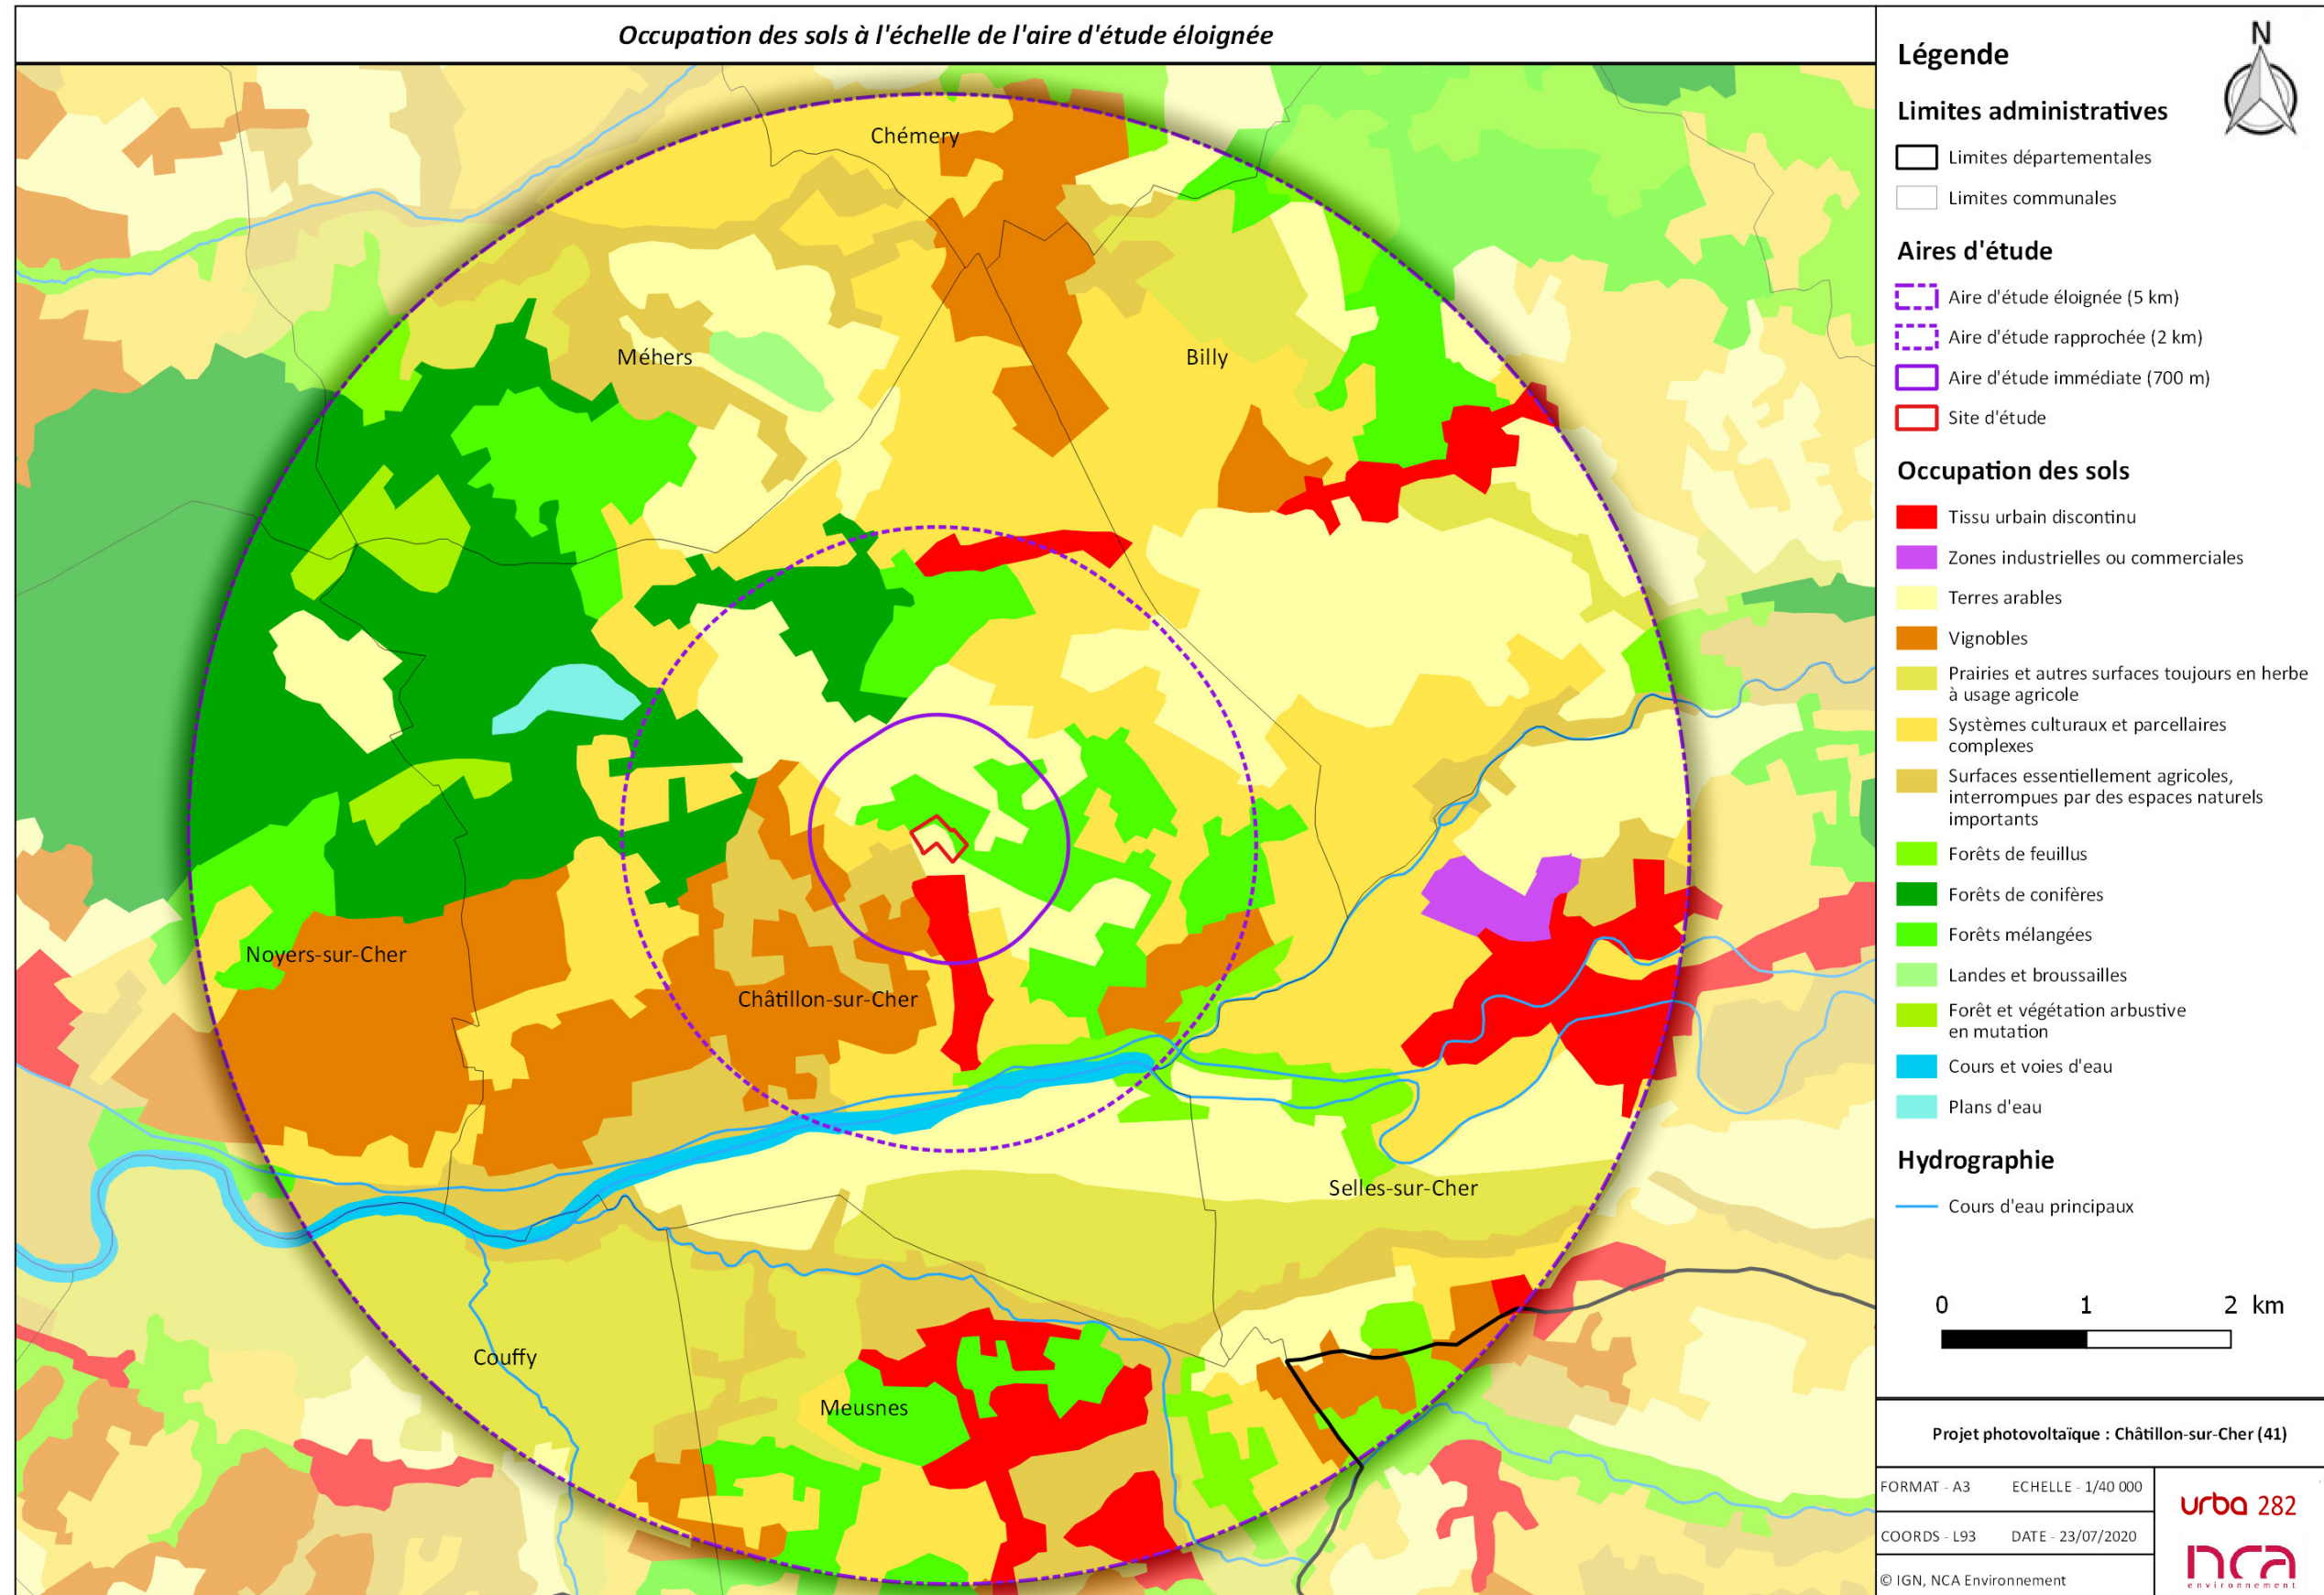 Occupation des sols à l'échelle de l'aire d'étude éloignée
Chémery
Méhers
Billy
Noyers-sur-Cher
Châtillon-sur-Cher
Selles-sur-Cher
Couffy
Meusnes
N
Légende
Limites administratives
Limites départementales
Limites communales
Aires d'étude
Aire d'étude éloignée (5 km)
Aire d'étude rapprochée (2 km)
Aire d'étude immédiate (700 m)
Site d'étude
Occupation des sols
Tissu urbain discontinu
Zones industrielles ou commerciales
Terres arables
Vignobles
Prairies et autres surfaces toujours en herbe
à usage agricole
Systèmes culturaux et parcellaires
complexes
Surfaces essentiellement agricoles,
interrompues par des espaces naturels
importants
Forêts de feuillus
Forêts de conifères
Forêts mélangées
Landes et broussailles
Forêt et végétation arbustive
en mutation
Cours et voies d'eau
Plans d'eau
Hydrographie
Cours d'eau principaux
0 1 2 km
Projet photovoltaïque : Châtillon-sur-Cher (41)
FORMAT - A3 ECHELLE - 1/40 000
COORDS - L93 DATE - 23/07/2020
© IGN, NCA Environnement
urba 282
nca
environnement